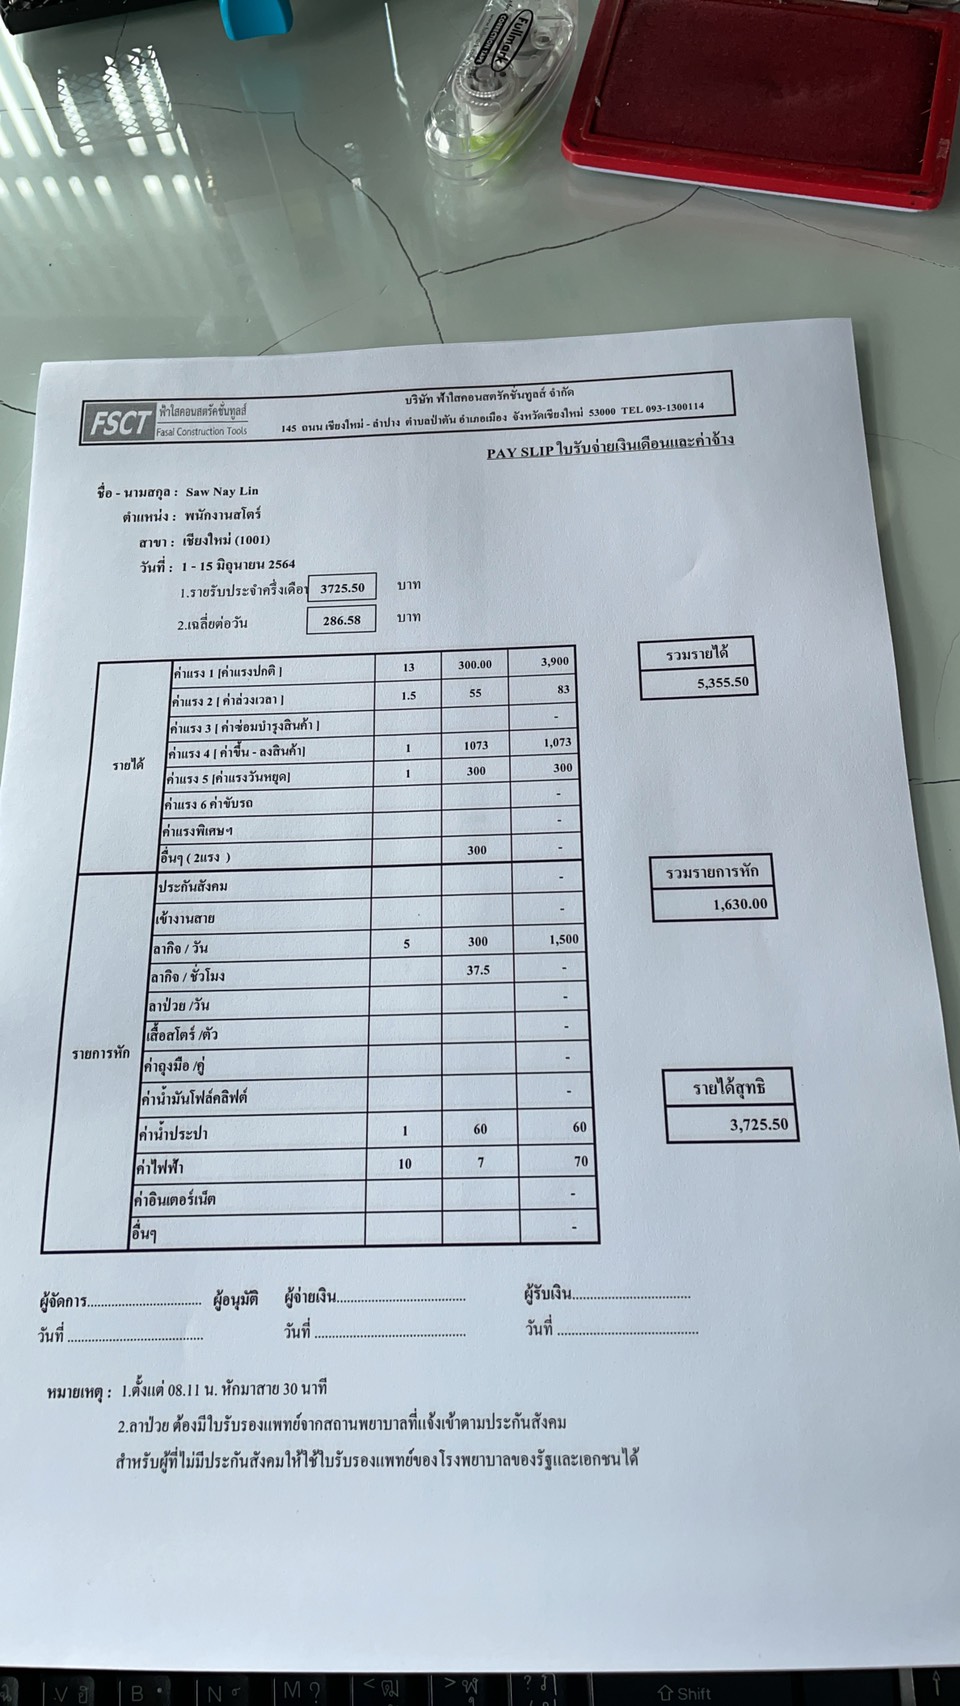 Fullmark
CORRECTION TAPE
FSCT ฟ้าใสคอนสตรัคชั่นทูลส์
Fasai Construction Tools
บริษัท ฟ้าใสคอนสตรัคชั่นทูลส์ จำกัด
145 ถนน เชียงใหม่ - ลำปาง ตำบลป่าตัน อำเภอเมือง จังหวัดเชียงใหม่ 53000 TEL 093-1300114
PAY SLIP ใบรับจ่ายเงินเดือนและค่าจ้าง
ชื่อ - นามสกุล : Saw Nay Lin
ตำแหน่ง : พนักงานสโตร์
สาขา : เชียงใหม่ (1001)
วันที่ : 1 - 15 มิถุนายน 2564
1.รายรับประจำครึ่งเดือน 3725.50 บาท
2.เฉลี่ยต่อวัน 286.58 บาท
รายได้
ค่าแรง 1 [ค่าแรงปกติ ] 13 300.00 3,900
ค่าแรง 2 [ ค่าล่วงเวลา ] 1.5 55 83
ค่าแรง 3 [ ค่าซ่อมบำรุงสินค้า ] -
ค่าแรง 4 [ ค่าขึ้น - ลงสินค้า] 1 1073 1,073
ค่าแรง 5 [ค่าแรงวันหยุด] 1 300 300
ค่าแรง 6 ค่าขับรถ -
ค่าแรงพิเศษฯ -
อื่นๆ ( 2แรง ) 300 -
รวมรายได้
5,355.50
รายการหัก
ประกันสังคม -
เข้างานสาย -
ลากิจ / วัน 5 300 1,500
ลากิจ / ชั่วโมง 37.5 -
ลาป่วย /วัน -
เสื้อสโตร์ /ตัว -
ค่าถุงมือ /คู่ -
ค่าน้ำมันโฟล์คลิฟต์ -
ค่าน้ำประปา 1 60 60
ค่าไฟฟ้า 10 7 70
ค่าอินเตอร์เน็ต -
อื่นๆ -
รวมรายการหัก
1,630.00
รายได้สุทธิ
3,725.50
ผู้จัดการ................................. ผู้อนุมัติ ผู้จ่ายเงิน..................................... ผู้รับเงิน..................................
วันที่ ....................................... วันที่ ........................................... วันที่ ........................................
หมายเหตุ : 1.ตั้งแต่ 08.11 น. หักมาสาย 30 นาที
2.ลาป่วย ต้องมีใบรับรองแพทย์จากสถานพยาบาลที่แจ้งเข้าตามประกันสังคม
สำหรับผู้ที่ไม่มีประกันสังคมให้ใช้ใบรับรองแพทย์ของโรงพยาบาลของรัฐและเอกชนได้
V ฮ B N M ? < ฒ > ฬ ? ฦ ⇧ Shift